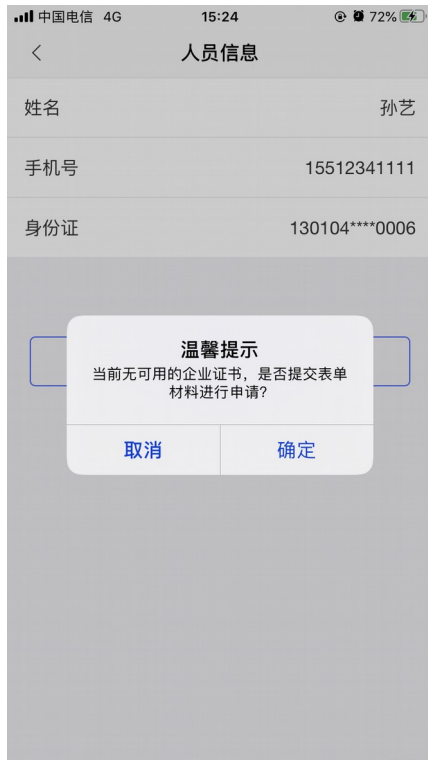 中国电信 4G 15:24 72%
人员信息
姓名 孙艺
手机号 15512341111
身份证 130104****0006
温馨提示
当前无可用的企业证书，是否提交表单
材料进行申请?
取消 确定